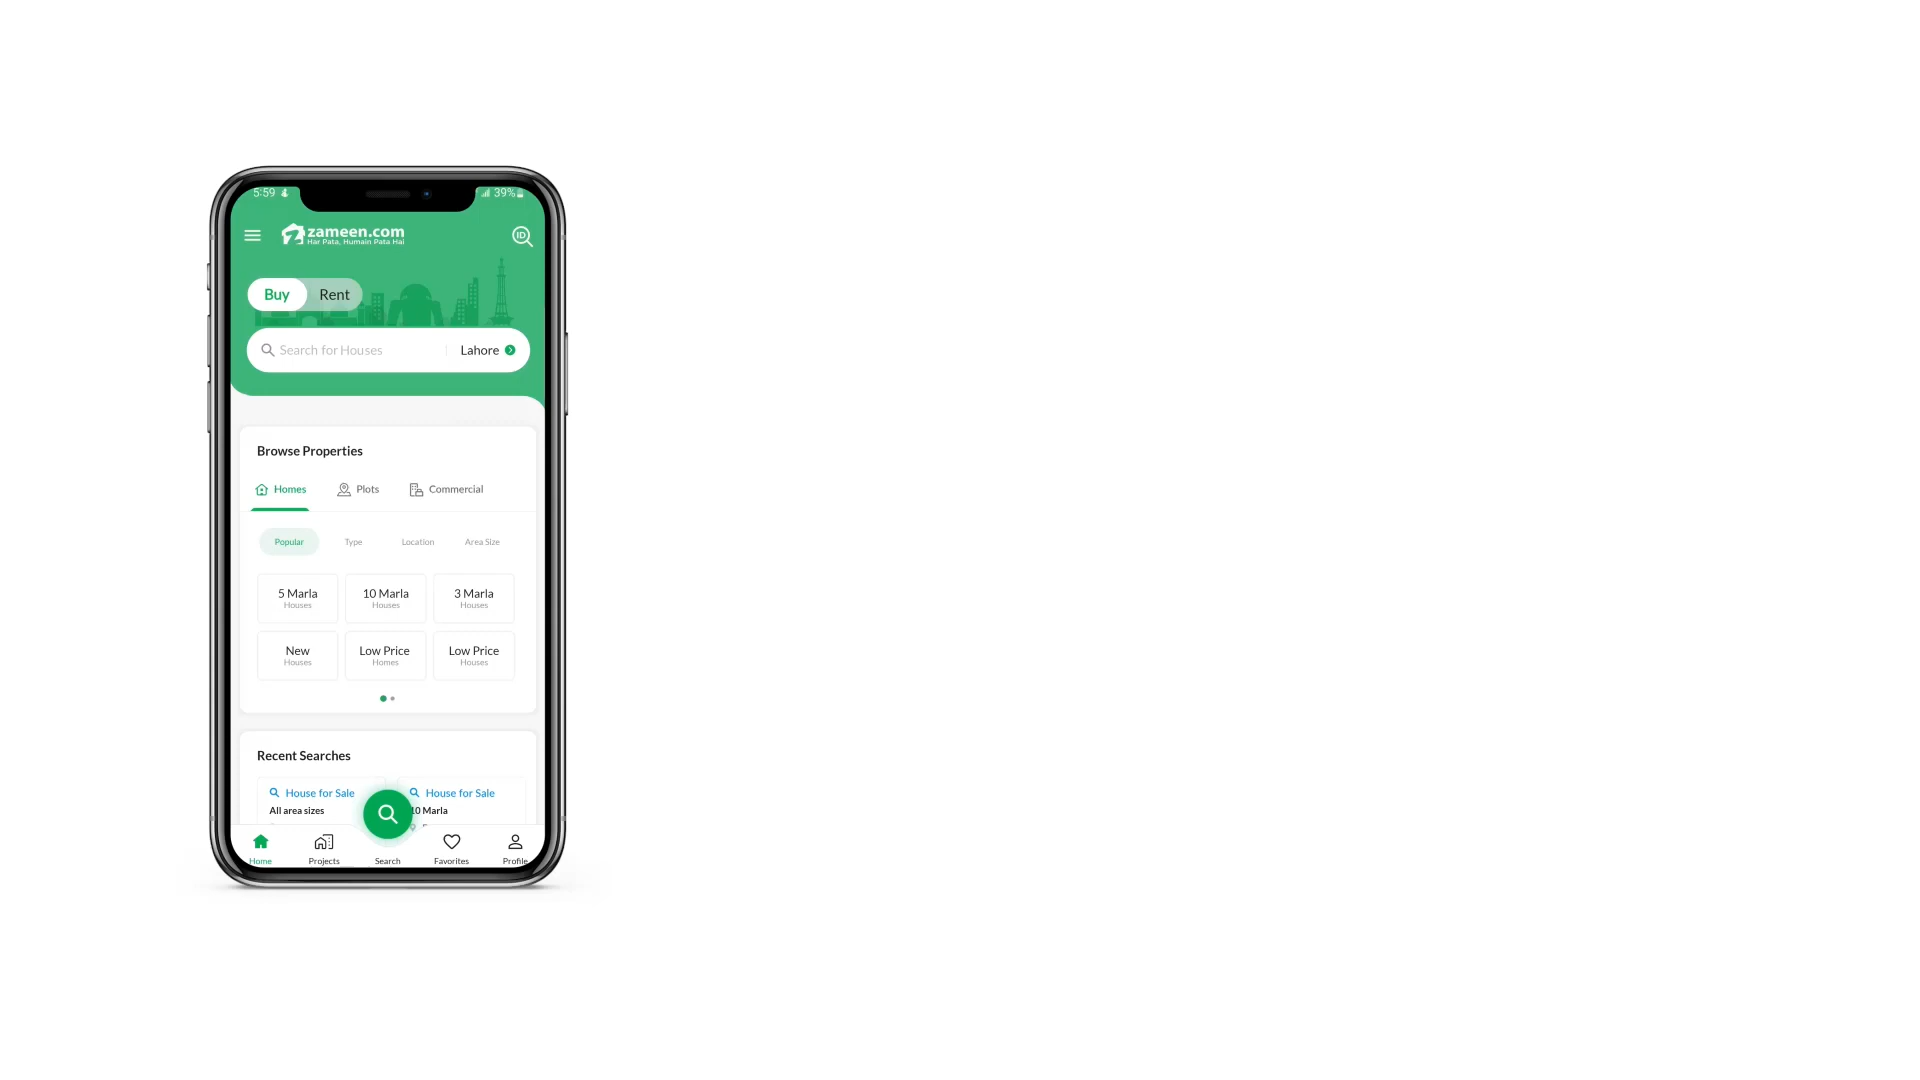 5:59
39%
zameen.com
Har Pata, Humain Pata Hai
ID
Buy Rent
Search for Houses
Lahore
Browse Properties
Homes Plots Commercial
Popular Type Location Area Size
5 Marla 10 Marla 3 Marla
Houses Houses Houses
New Low Price Low Price
Houses Homes Houses
Recent Searches
House for Sale House for Sale
All area sizes 10 Marla
Home Projects Search Favorites Profile